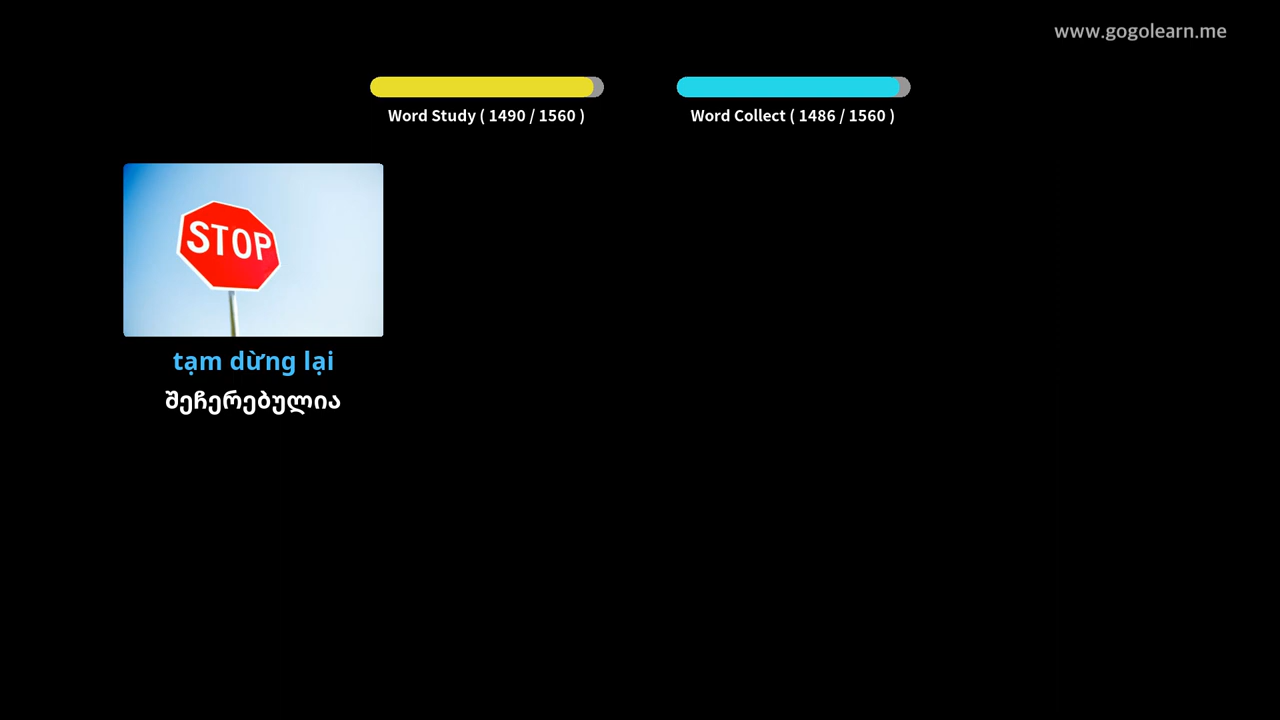 www.gogolearn.me
Word Study ( 1490 / 1560 )
Word Collect ( 1486 / 1560 )
STOP
tạm dừng lại
შეჩერებულია